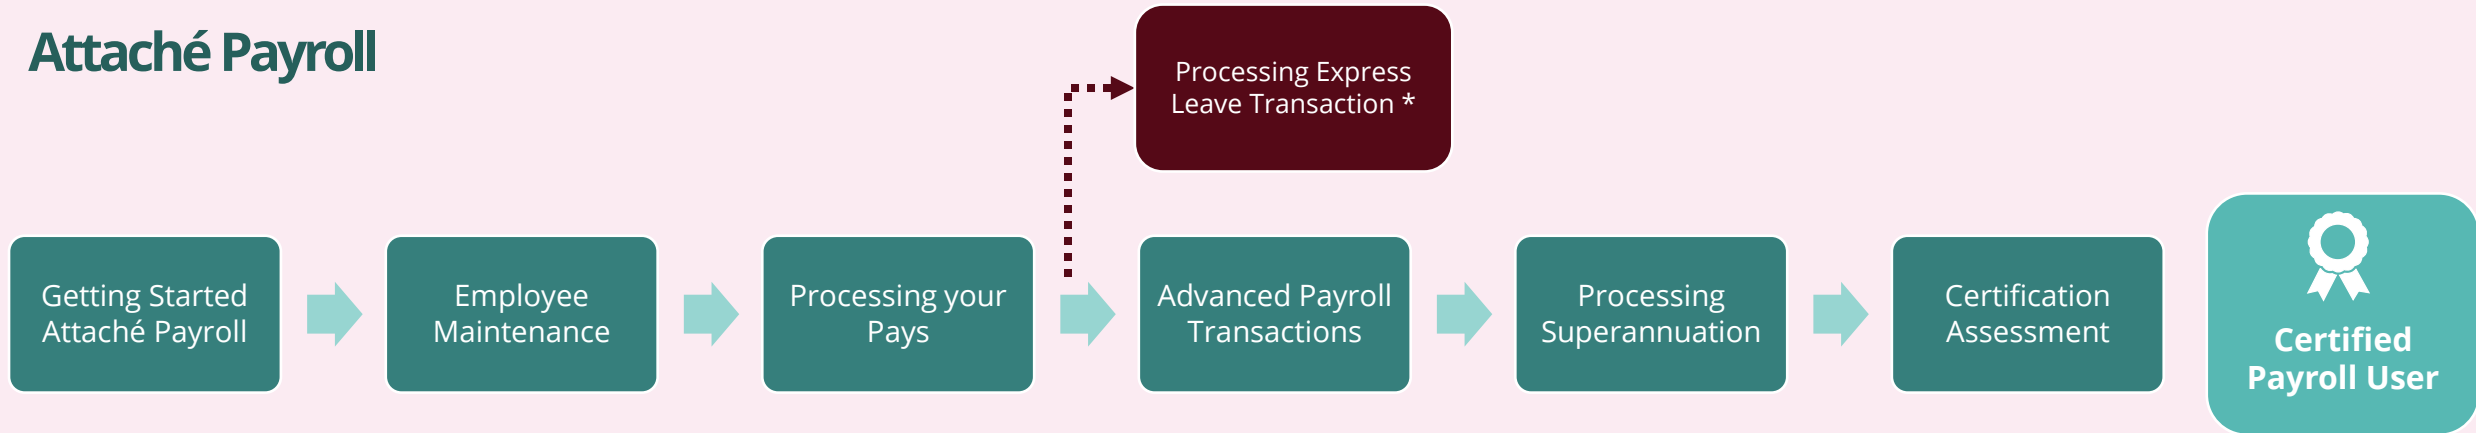 Attaché Payroll
Processing Express
Leave Transaction *
Getting Started
Attaché Payroll
Employee
Maintenance
Processing your
Pays
Advanced Payroll
Transactions
Processing
Superannuation
Certification
Assessment
Certified
Payroll User